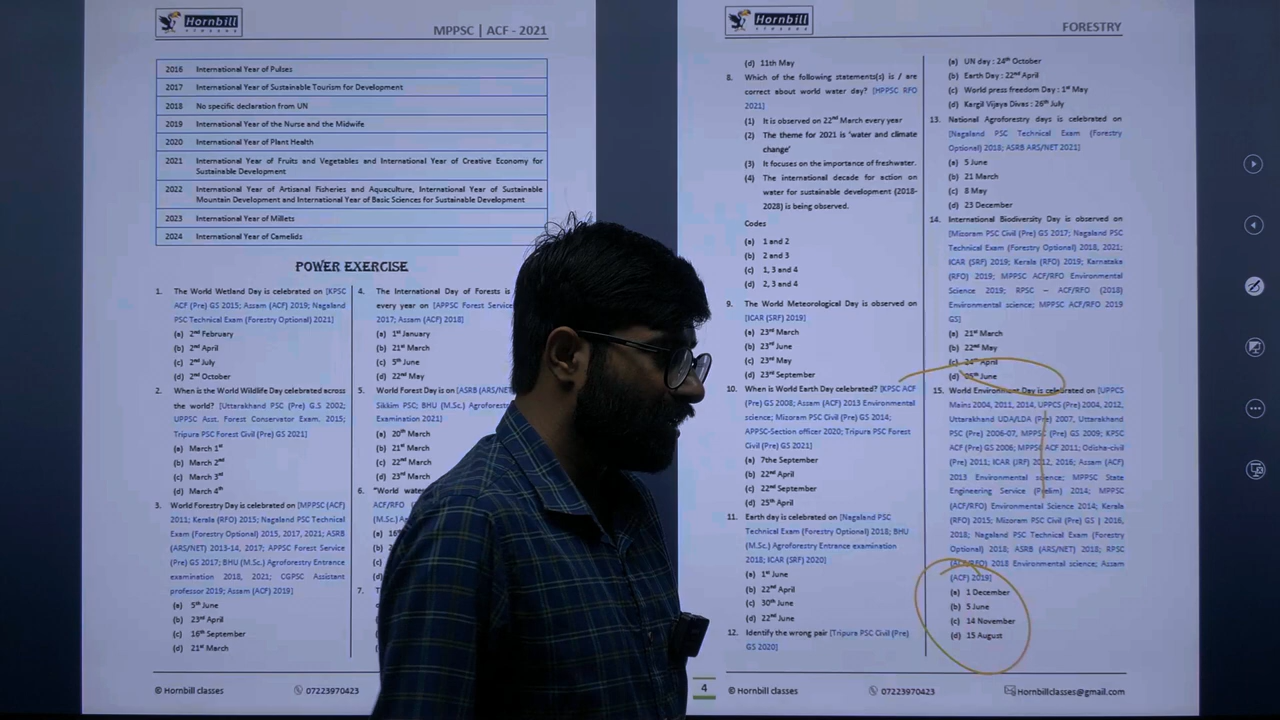 Hornbill
CLASSES
MPPSC | ACF - 2021
2016 International Year of Pulses
2017 International Year of Sustainable Tourism for Development
2018 No specific declaration from UN
2019 International Year of the Nurse and the Midwife
2020 International Year of Plant Health
2021 International Year of Fruits and Vegetables and International Year of Creative Economy for
Sustainable Development
2022 International Year of Artisanal Fisheries and Aquaculture, International Year of Sustainable
Mountain Development and International Year of Basic Sciences for Sustainable Development
2023 International Year of Millets
2024 International Year of Camelids
POWER EXERCISE
1. The World Wetland Day is celebrated on [KPSC
ACF (Pre) GS 2015; Assam (ACF) 2019; Nagaland
PSC Technical Exam (Forestry Optional) 2021]
(a) 2nd February
(b) 2nd April
(c) 2nd July
(d) 2nd October
2. When is the World Wildlife Day celebrated across
the world? [Uttarakhand PSC (Pre) G.S 2002;
UPPSC Asst. Forest Conservator Exam. 2015;
Tripura PSC Forest Civil (Pre) GS 2021]
(a) March 1st
(b) March 2nd
(c) March 3rd
(d) March 4th
3. World Forestry Day is celebrated on [MPPSC (ACF)
2011; Kerala (RFO) 2015; Nagaland PSC Technical
Exam (Forestry Optional) 2015, 2017, 2021; ASRB
(ARS/NET) 2013-14, 2017; APPSC Forest Service
(Pre) GS 2017; BHU (M.Sc.) Agroforestry Entrance
examination 2018, 2021; CGPSC Assistant
professor 2019; Assam (ACF) 2019]
(a) 5th June
(b) 23rd April
(c) 16th September
(d) 21st March
4. The International Day of Forests is
every year on [APPSC Forest Service
2017; Assam (ACF) 2018]
(a) 1st January
(b) 21st March
(c) 5th June
(d) 22nd May
5. World Forest Day is on [ASRB (ARS/NET)
Sikkim PSC; BHU (M.Sc.) Agroforestry
Examination 2021]
(a) 20th March
(b) 21st March
(c) 22nd March
(d) 23rd March
6. "World water
ACF/RFO
(M.Sc.)
(a) 16
(b) 2
(c)
(d)
7.
© Hornbill classes
07223970423
Hornbill
CLASSES
FORESTRY
(d) 11th May
8. Which of the following statements(s) is / are
correct about world water day? [HPPSC RFO
2021]
(1) It is observed on 22nd March every year
(2) The theme for 2021 is 'water and climate
change'
(3) It focuses on the importance of freshwater.
(4) The international decade for action on
water for sustainable development (2018-
2028) is being observed.
Codes
(a) 1 and 2
(b) 2 and 3
(c) 1, 3 and 4
(d) 2, 3 and 4
9. The World Meteorological Day is observed on
[ICAR (SRF) 2019]
(a) 23rd March
(b) 23rd June
(c) 23rd May
(d) 23rd September
10. When is World Earth Day celebrated? [KPSC ACF
(Pre) GS 2008; Assam (ACF) 2013 Environmental
science; Mizoram PSC Civil (Pre) GS 2014;
APPSC-Section officer 2020; Tripura PSC Forest
Civil (Pre) GS 2021]
(a) 7the September
(b) 22nd April
(c) 22nd September
(d) 25th April
11. Earth day is celebrated on [Nagaland PSC
Technical Exam (Forestry Optional) 2018; BHU
(M.Sc.) Agroforestry Entrance examination
2018; ICAR (SRF) 2020]
(a) 1st June
(b) 22nd April
(c) 30th June
(d) 22nd June
12. Identify the wrong pair [Tripura PSC Civil (Pre)
GS 2020]
(a) UN day : 24th October
(b) Earth Day : 22nd April
(c) World press freedom Day : 1st May
(d) Kargil Vijaya Divas : 26th July
13. National Agroforestry days is celebrated on
[Nagaland PSC Technical Exam (Forestry
Optional) 2018; ASRB ARS/NET 2021]
(a) 5 June
(b) 21 March
(c) 8 May
(d) 23 December
14. International Biodiversity Day is observed on
[Mizoram PSC Civil (Pre) GS 2017; Nagaland PSC
Technical Exam (Forestry Optional) 2018, 2021;
ICAR (SRF) 2019; Kerala (RFO) 2019; Karnataka
(RFO) 2019; MPPSC ACF/RFO Environmental
Science 2019; RPSC – ACF/RFO (2018)
Environmental science; MPPSC ACF/RFO 2019
GS]
(a) 21st March
(b) 22nd May
(c) 24th April
(d) 05th June
15. World Environment Day is celebrated on [UPPCS
Mains 2004, 2011, 2014, UPPCS (Pre) 2004, 2012,
Uttarakhand UDA/LDA (Pre) 2007, Uttarakhand
PSC (Pre) 2006-07, MPPSC (Pre) GS 2009; KPSC
ACF (Pre) GS 2006; MPPSC ACF 2011; Odisha-civil
(Pre) 2011; ICAR (JRF) 2012, 2016; Assam (ACF)
2013 Environmental science; MPPSC State
Engineering Service (Prelim) 2014; MPPSC
(ACF/RFO) Environmental Science 2014; Kerala
(RFO) 2015; Mizoram PSC Civil (Pre) GS | 2016,
2018; Nagaland PSC Technical Exam (Forestry
Optional) 2018; ASRB (ARS/NET) 2018; RPSC
(ACF/RFO) 2018 Environmental science; Assam
(ACF) 2019]
(a) 1 December
(b) 5 June
(c) 14 November
(d) 15 August
4
© Hornbill classes
07223970423
Hornbillclasses@gmail.com